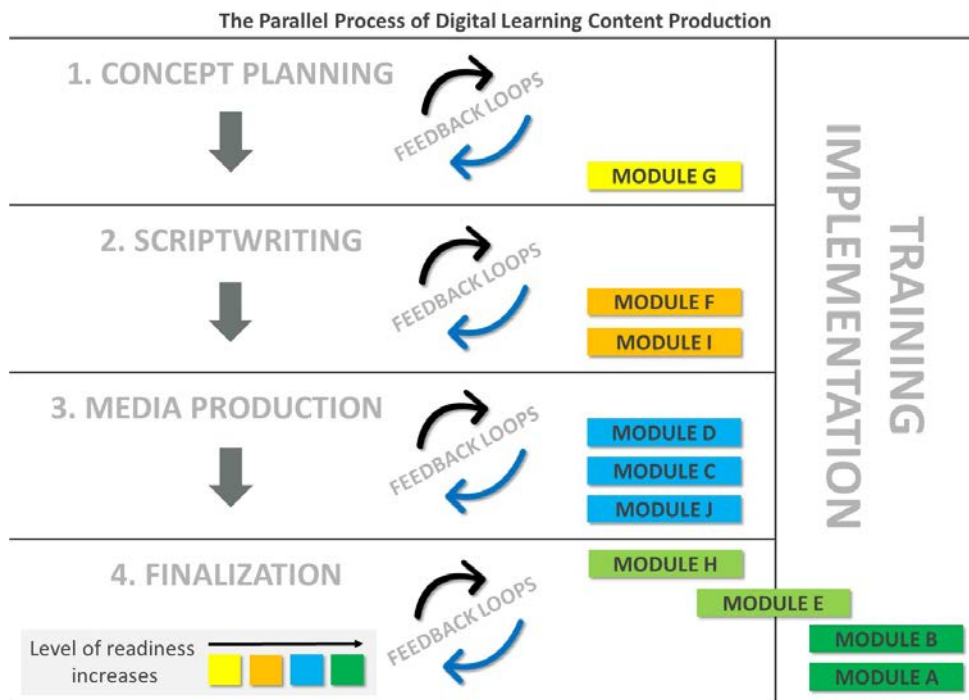 The Parallel Process of Digital Learning Content Production
1. CONCEPT PLANNING
FEEDBACK LOOPS
MODULE G
2. SCRIPTWRITING
FEEDBACK LOOPS
MODULE F
MODULE I
3. MEDIA PRODUCTION
FEEDBACK LOOPS
MODULE D
MODULE C
MODULE J
4. FINALIZATION
FEEDBACK LOOPS
MODULE H
MODULE E
MODULE B
MODULE A
Level of readiness
increases
TRAINING
IMPLEMENTATION